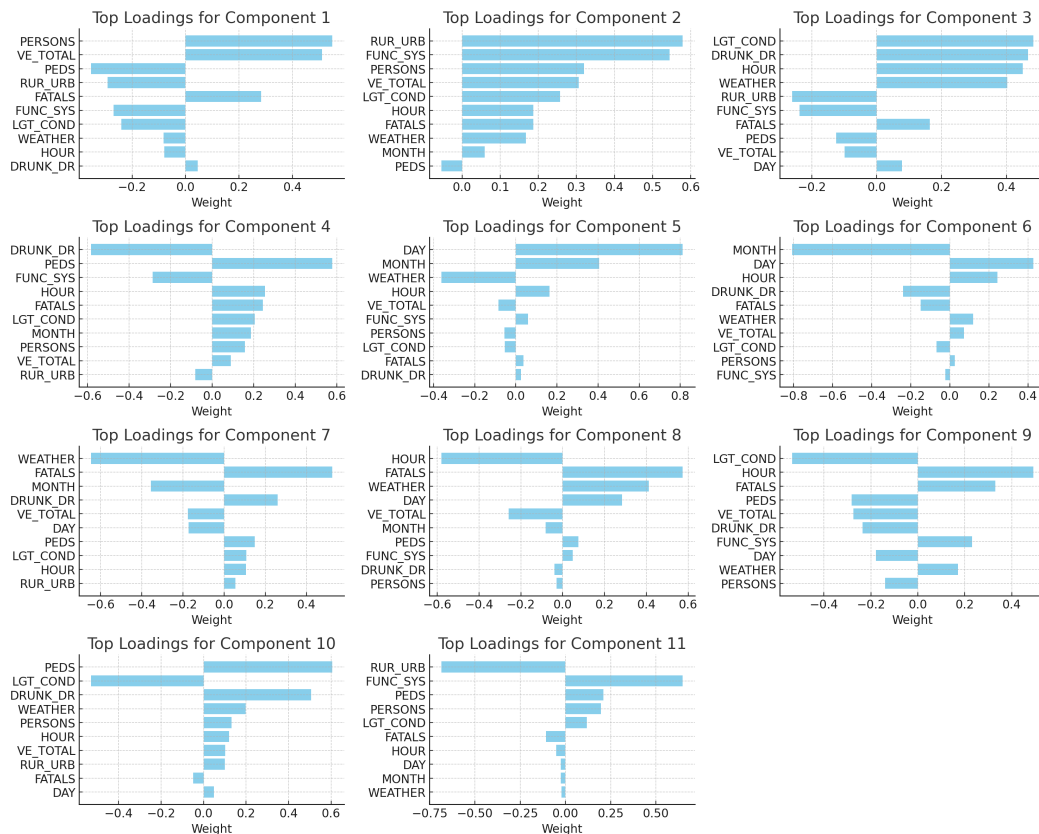 Top Loadings for Component 1
PERSONS
VE_TOTAL
PEDS
RUR_URB
FATALS
FUNC_SYS
LGT_COND
WEATHER
HOUR
DRUNK_DR
−0.2 0.0 0.2 0.4
Weight
Top Loadings for Component 2
RUR_URB
FUNC_SYS
PERSONS
VE_TOTAL
LGT_COND
HOUR
FATALS
WEATHER
MONTH
PEDS
0.0 0.1 0.2 0.3 0.4 0.5 0.6
Weight
Top Loadings for Component 3
LGT_COND
DRUNK_DR
HOUR
WEATHER
RUR_URB
FUNC_SYS
FATALS
PEDS
VE_TOTAL
DAY
−0.2 0.0 0.2 0.4
Weight
Top Loadings for Component 4
DRUNK_DR
PEDS
FUNC_SYS
HOUR
FATALS
LGT_COND
MONTH
PERSONS
VE_TOTAL
RUR_URB
−0.6 −0.4 −0.2 0.0 0.2 0.4 0.6
Weight
Top Loadings for Component 5
DAY
MONTH
WEATHER
HOUR
VE_TOTAL
FUNC_SYS
PERSONS
LGT_COND
FATALS
DRUNK_DR
−0.4 −0.2 0.0 0.2 0.4 0.6 0.8
Weight
Top Loadings for Component 6
MONTH
DAY
HOUR
DRUNK_DR
FATALS
WEATHER
VE_TOTAL
LGT_COND
PERSONS
FUNC_SYS
−0.8 −0.6 −0.4 −0.2 0.0 0.2 0.4
Weight
Top Loadings for Component 7
WEATHER
FATALS
MONTH
DRUNK_DR
VE_TOTAL
DAY
PEDS
LGT_COND
HOUR
RUR_URB
−0.6 −0.4 −0.2 0.0 0.2 0.4
Weight
Top Loadings for Component 8
HOUR
FATALS
WEATHER
DAY
VE_TOTAL
MONTH
PEDS
FUNC_SYS
DRUNK_DR
PERSONS
−0.6 −0.4 −0.2 0.0 0.2 0.4 0.6
Weight
Top Loadings for Component 9
LGT_COND
HOUR
FATALS
PEDS
VE_TOTAL
DRUNK_DR
FUNC_SYS
DAY
WEATHER
PERSONS
−0.4 −0.2 0.0 0.2 0.4
Weight
Top Loadings for Component 10
PEDS
LGT_COND
DRUNK_DR
WEATHER
PERSONS
HOUR
VE_TOTAL
RUR_URB
FATALS
DAY
−0.4 −0.2 0.0 0.2 0.4 0.6
Weight
Top Loadings for Component 11
RUR_URB
FUNC_SYS
PEDS
PERSONS
LGT_COND
FATALS
HOUR
DAY
MONTH
WEATHER
−0.75 −0.50 −0.25 0.00 0.25 0.50
Weight